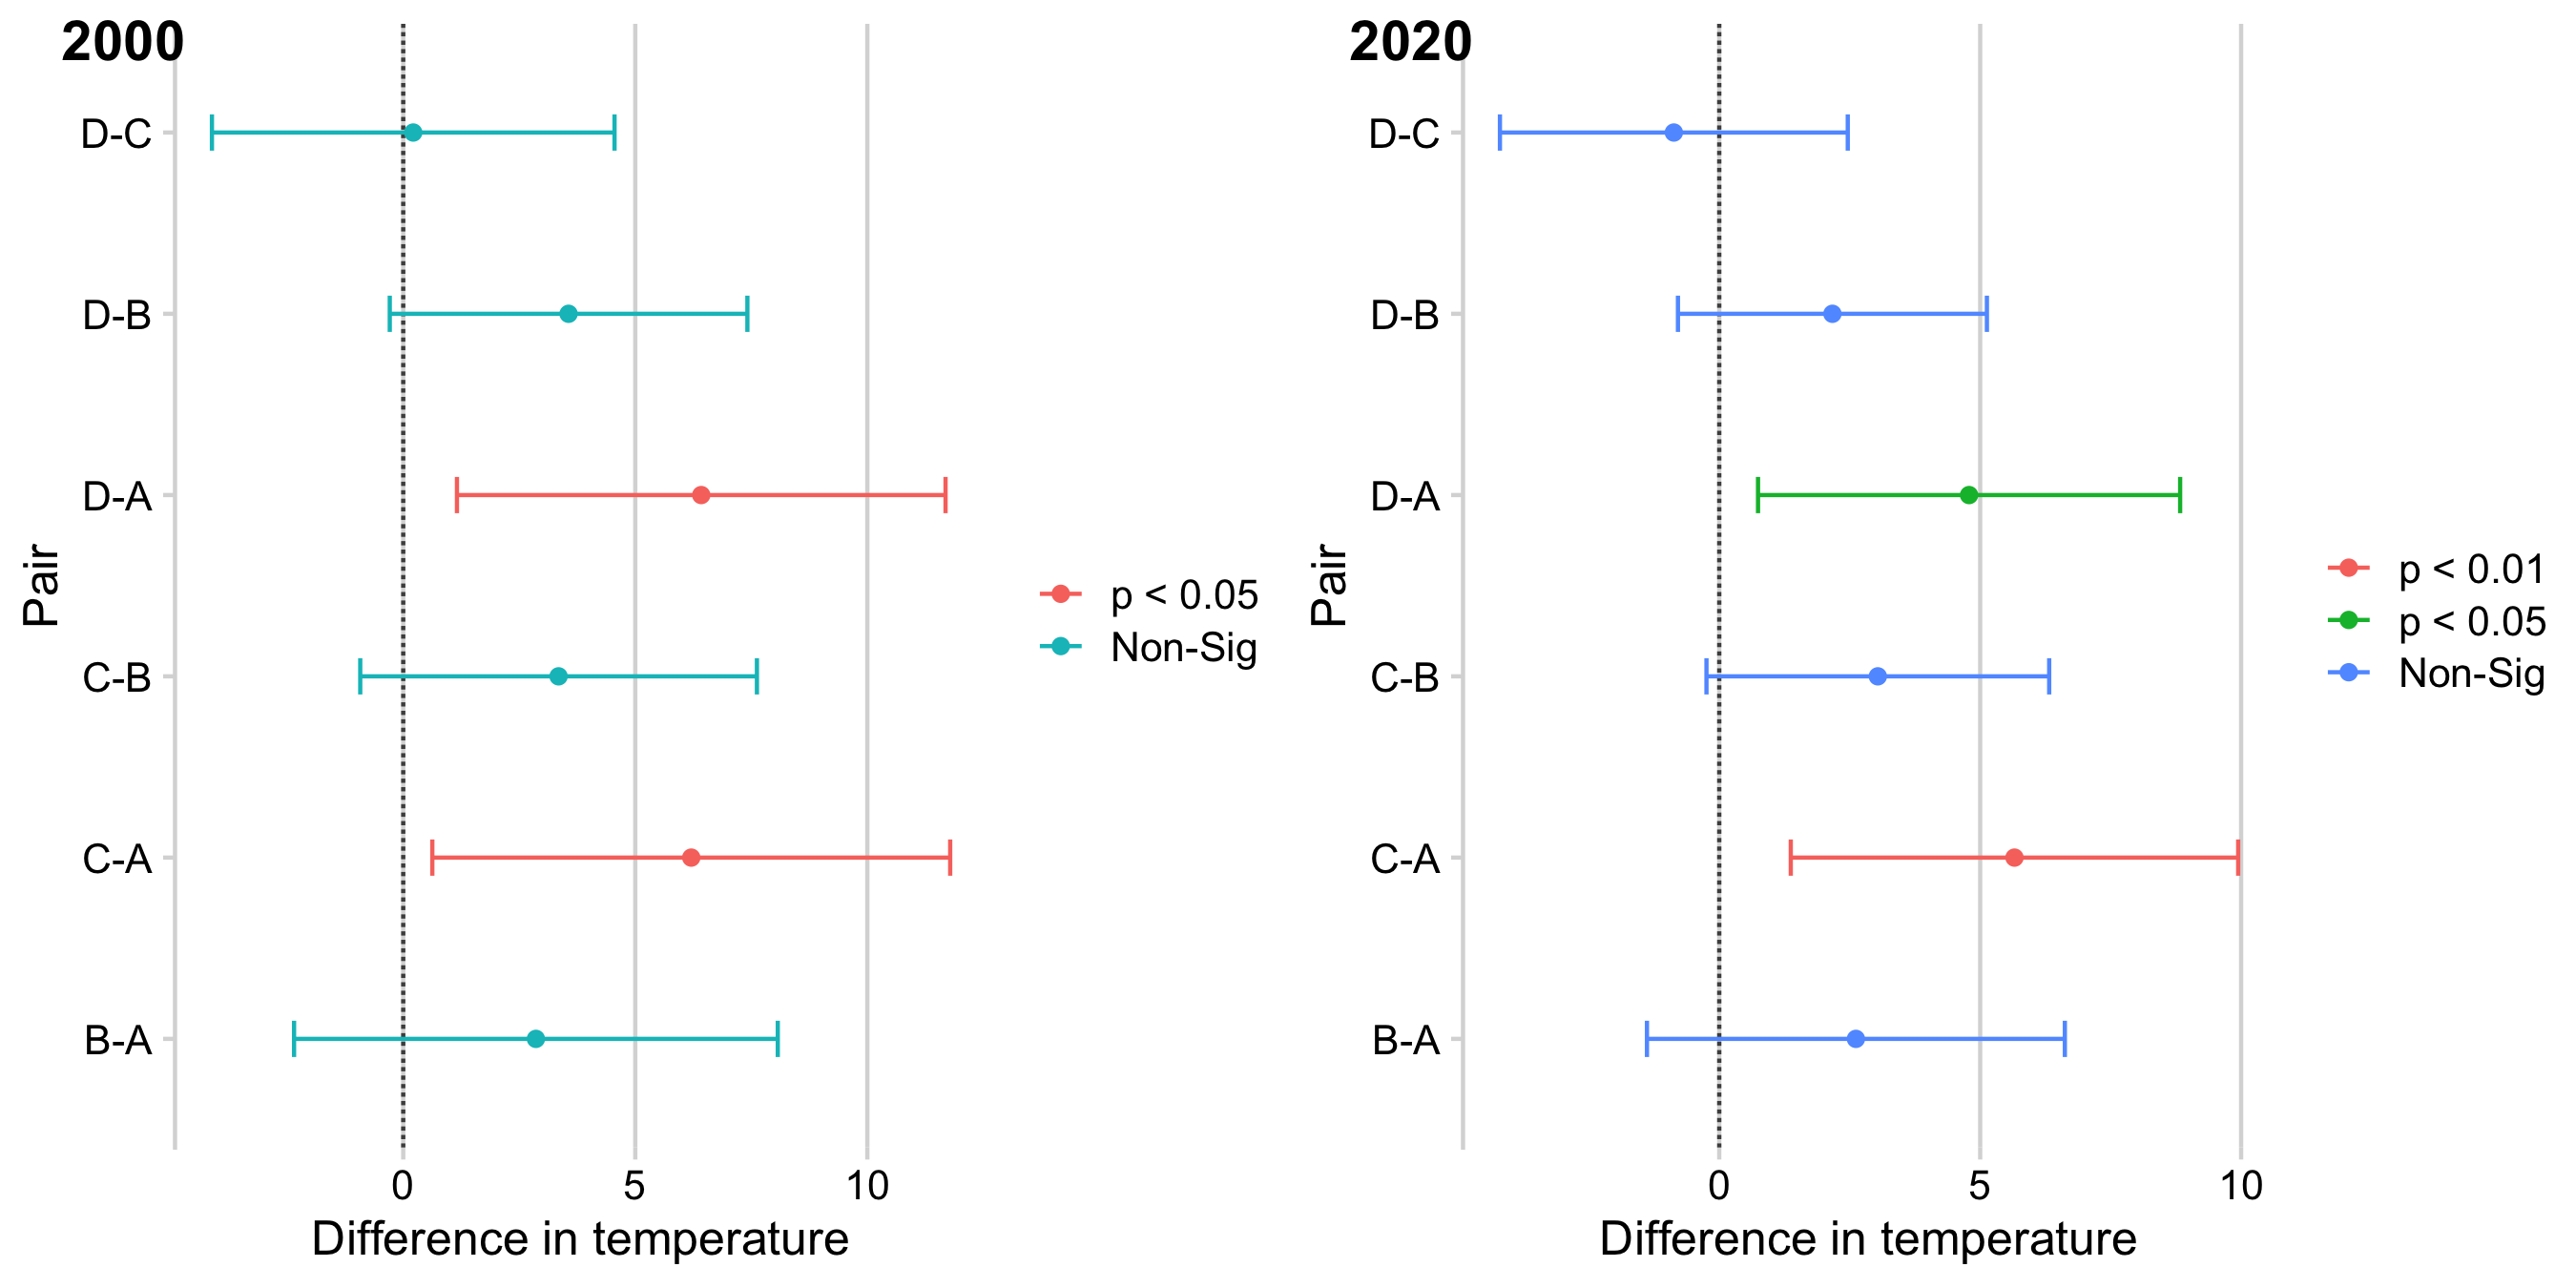 2000
D-C
D-B
D-A
C-B
C-A
B-A
Pair
0 5 10
Difference in temperature
p < 0.05
Non-Sig
2020
D-C
D-B
D-A
C-B
C-A
B-A
Pair
0 5 10
Difference in temperature
p < 0.01
p < 0.05
Non-Sig